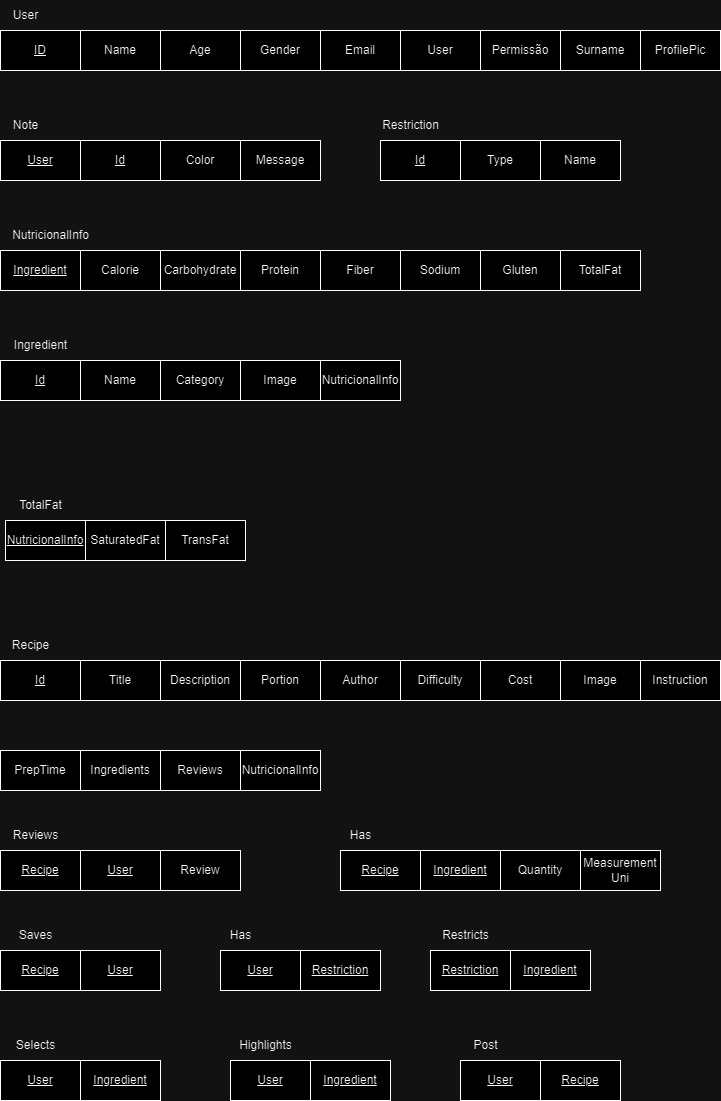 User
ID Name Age Gender Email User Permissão Surname ProfilePic
Note Restriction
User Id Color Message Id Type Name
NutricionalInfo
Ingredient Calorie Carbohydrate Protein Fiber Sodium Gluten TotalFat
Ingredient
Id Name Category Image NutricionalInfo
TotalFat
NutricionalInfo SaturatedFat TransFat
Recipe
Id Title Description Portion Author Difficulty Cost Image Instruction
PrepTime Ingredients Reviews NutricionalInfo
Reviews Has
Recipe User Review Recipe Ingredient Quantity Measurement
Uni
Saves Has Restricts
Recipe User User Restriction Restriction Ingredient
Selects Highlights Post
User Ingredient User Ingredient User Recipe